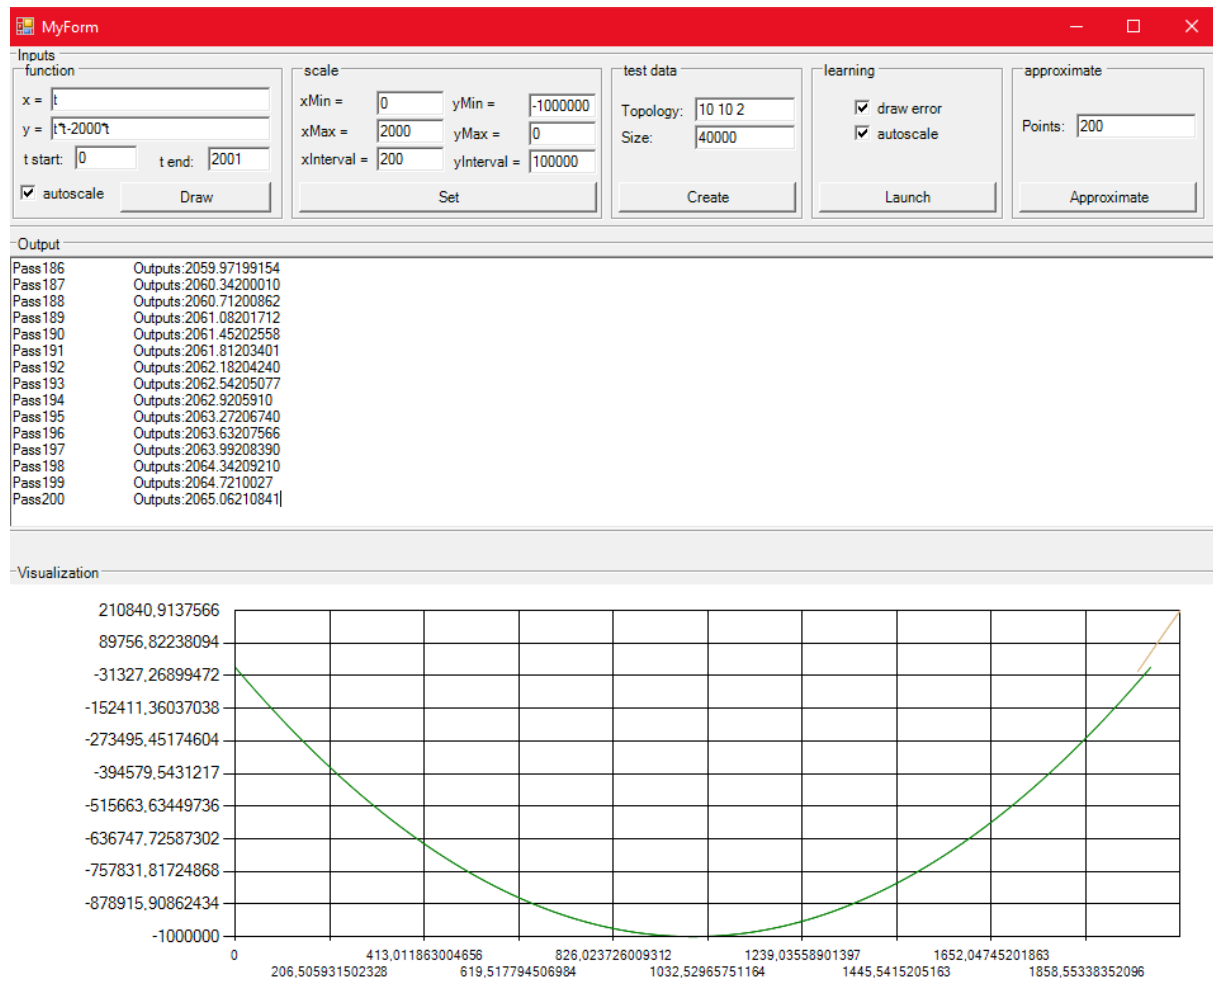 MyForm
Inputs
function
x = t
y = t*t-2000*t
t start: 0 t end: 2001
autoscale Draw
scale
xMin = 0 yMin = -1000000
xMax = 2000 yMax = 0
xInterval = 200 yInterval = 100000
Set
test data
Topology: 10 10 2
Size: 40000
Create
learning
draw error
autoscale
Launch
approximate
Points: 200
Approximate
Output
Pass186 Outputs:2059.97199154
Pass187 Outputs:2060.34200010
Pass188 Outputs:2060.71200862
Pass189 Outputs:2061.08201712
Pass190 Outputs:2061.45202558
Pass191 Outputs:2061.81203401
Pass192 Outputs:2062.18204240
Pass193 Outputs:2062.54205077
Pass194 Outputs:2062.9205910
Pass195 Outputs:2063.27206740
Pass196 Outputs:2063.63207566
Pass197 Outputs:2063.99208390
Pass198 Outputs:2064.34209210
Pass199 Outputs:2064.7210027
Pass200 Outputs:2065.06210841
Visualization
210840,9137566
89756,82238094
-31327,26899472
-152411,36037038
-273495,45174604
-394579,5431217
-515663,63449736
-636747,72587302
-757831,81724868
-878915,90862434
-1000000
0 413,011863004656 826,023726009312 1239,03558901397 1652,04745201863
206,505931502328 619,517794506984 1032,52965751164 1445,5415205163 1858,55338352096